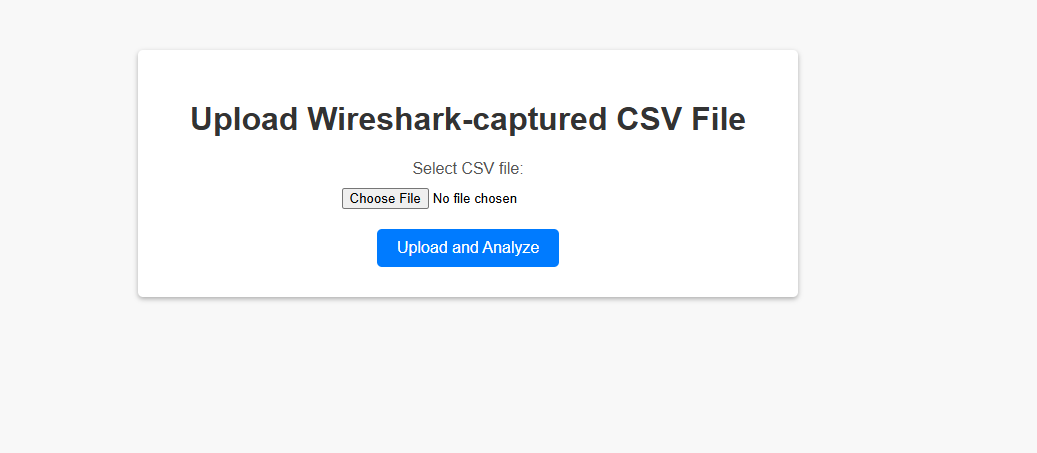 Upload Wireshark-captured CSV File
Select CSV file:
Choose File No file chosen
Upload and Analyze